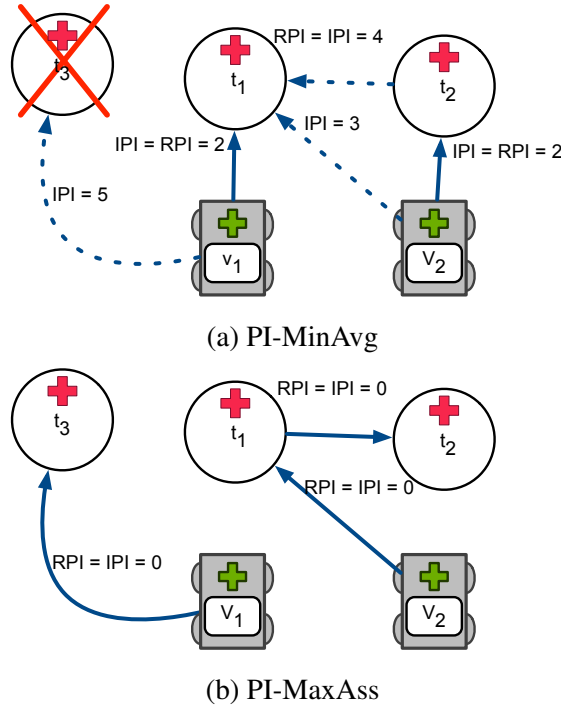 t3
t1
RPI = IPI = 4
t2
IPI = 3
IPI = RPI = 2
IPI = RPI = 2
IPI = 5
v1
V2
(a) PI-MinAvg
t3
t1
RPI = IPI = 0
t2
RPI = IPI = 0
RPI = IPI = 0
V1
V2
(b) PI-MaxAss